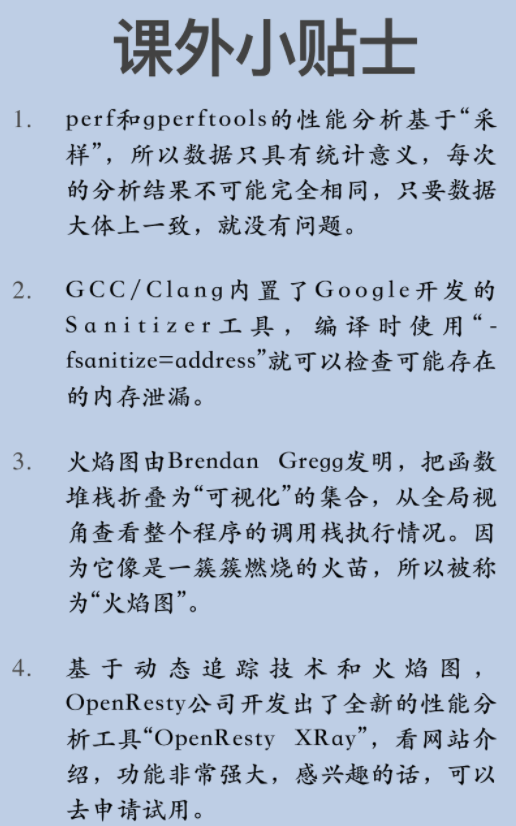 课外小贴士
1. perf和gperftools的性能分析基于“采
样”，所以数据只具有统计意义，每次
的分析结果不可能完全相同，只要数据
大体上一致，就没有问题。
2. GCC/Clang内置了Google开发的
Sanitizer工具，编译时使用“-
fsanitize=address”就可以检查可能存在
的内存泄漏。
3. 火焰图由Brendan Gregg发明，把函数
堆栈折叠为“可视化”的集合，从全局视
角查看整个程序的调用栈执行情况。因
为它像是一簇簇燃烧的火苗，所以被称
为“火焰图”。
4. 基于动态追踪技术和火焰图，
OpenResty公司开发出了全新的性能分
析工具“OpenResty XRay”，看网站介
绍，功能非常强大，感兴趣的话，可以
去申请试用。